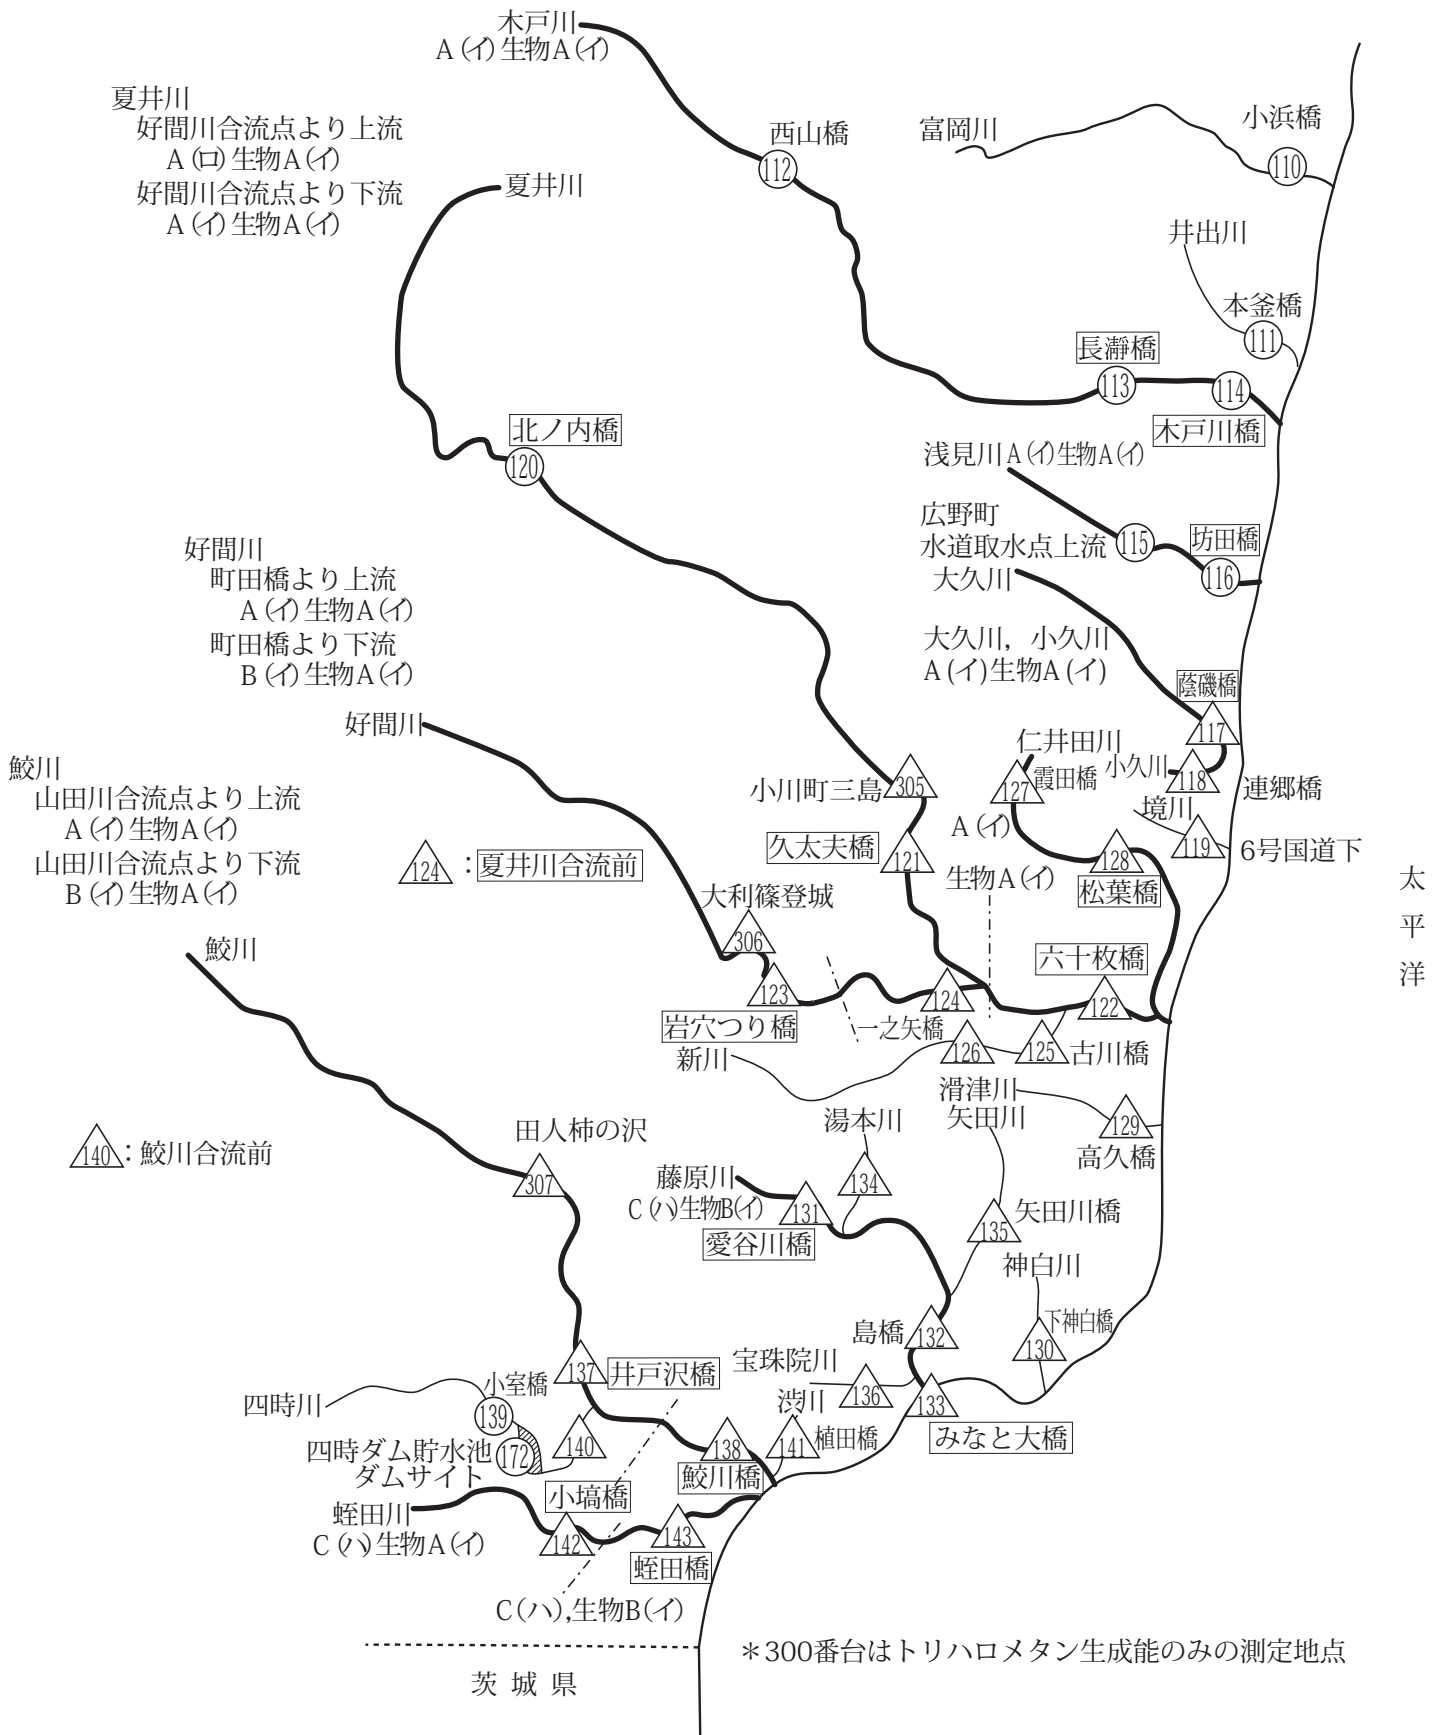 木戸川
A(イ)生物A(イ)
夏井川
好間川合流点より上流
A(ロ)生物A(イ)
好間川合流点より下流
A(イ)生物A(イ)
西山橋
112
富岡川
小浜橋
110
夏井川
井出川
本釜橋
111
長瀞橋
113
114
木戸川橋
北ノ内橋
120
浅見川A(イ)生物A(イ)
広野町
水道取水点上流
115
坊田橋
116
好間川
町田橋より上流
A(イ)生物A(イ)
町田橋より下流
B(イ)生物A(イ)
大久川
大久川，小久川
A(イ)生物A(イ)
蔭磯橋
117
好間川
仁井田川
127
霞田橋
小久川
118
連郷橋
鮫川
山田川合流点より上流
A(イ)生物A(イ)
山田川合流点より下流
B(イ)生物A(イ)
小川町三島
305
境川
119
6号国道下
A(イ)
124
：夏井川合流前
久太夫橋
121
128
松葉橋
生物A(イ)
太平洋
大利篠登城
306
鮫川
六十枚橋
122
123
岩穴つり橋
124
一之矢橋
新川
126
125
古川橋
滑津川
129
高久橋
矢田川
湯本川
134
140
：鮫川合流前
田人柿の沢
307
藤原川
C(ハ)生物B(イ)
131
愛谷川橋
135
矢田川橋
神白川
下神白橋
130
島橋
132
宝珠院川
136
133
みなと大橋
137
井戸沢橋
小室橋
四時川
139
渋川
141
植田橋
四時ダム貯水池
ダムサイト
172
140
138
鮫川橋
小塙橋
蛭田川
C(ハ)生物A(イ)
142
143
蛭田橋
C(ハ),生物B(イ)
＊300番台はトリハロメタン生成能のみの測定地点
茨城県